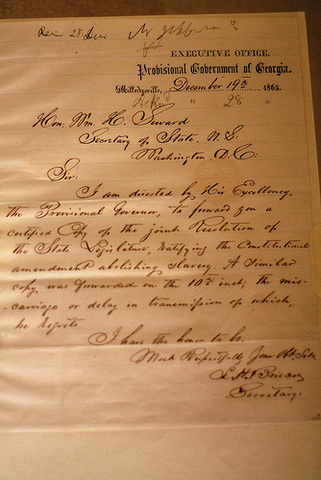 Rec 28 Dec
EXECUTIVE OFFICE.
Provisional Government of Georgia.
Milledgeville, December 19th 1865.
28 "
Hon. Wm. H. Seward
Secretary of State, U.S.
Washington D.C.
Sir:
I am directed by His Excellency,
the Provisional Governor, to forward you a
certified Copy of the joint Resolution of
the State Legislature, ratifying the Constitutional
amendment abolishing slavery. A similar
copy, was forwarded on the 10th inst, the mis-
carriage or delay in transmission of which,
he regrets.
I have the honor to be
Most Respectfully Your Obt. Svt.
Secretary.